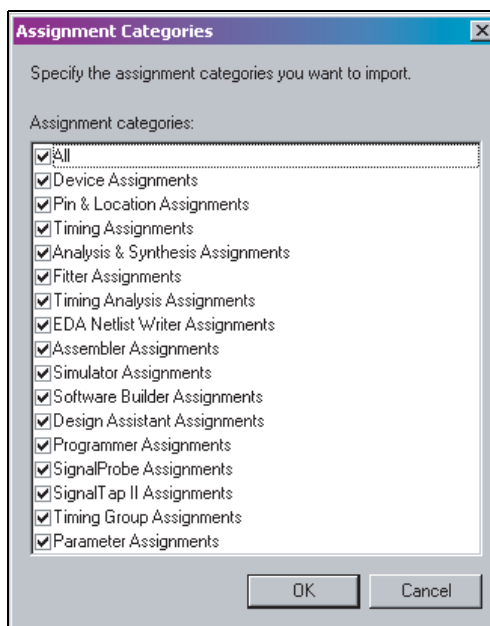 Assignment Categories
Specify the assignment categories you want to import.
Assignment categories:
All
Device Assignments
Pin & Location Assignments
Timing Assignments
Analysis & Synthesis Assignments
Fitter Assignments
Timing Analysis Assignments
EDA Netlist Writer Assignments
Assembler Assignments
Simulator Assignments
Software Builder Assignments
Design Assistant Assignments
Programmer Assignments
SignalProbe Assignments
SignalTap II Assignments
Timing Group Assignments
Parameter Assignments
OK
Cancel